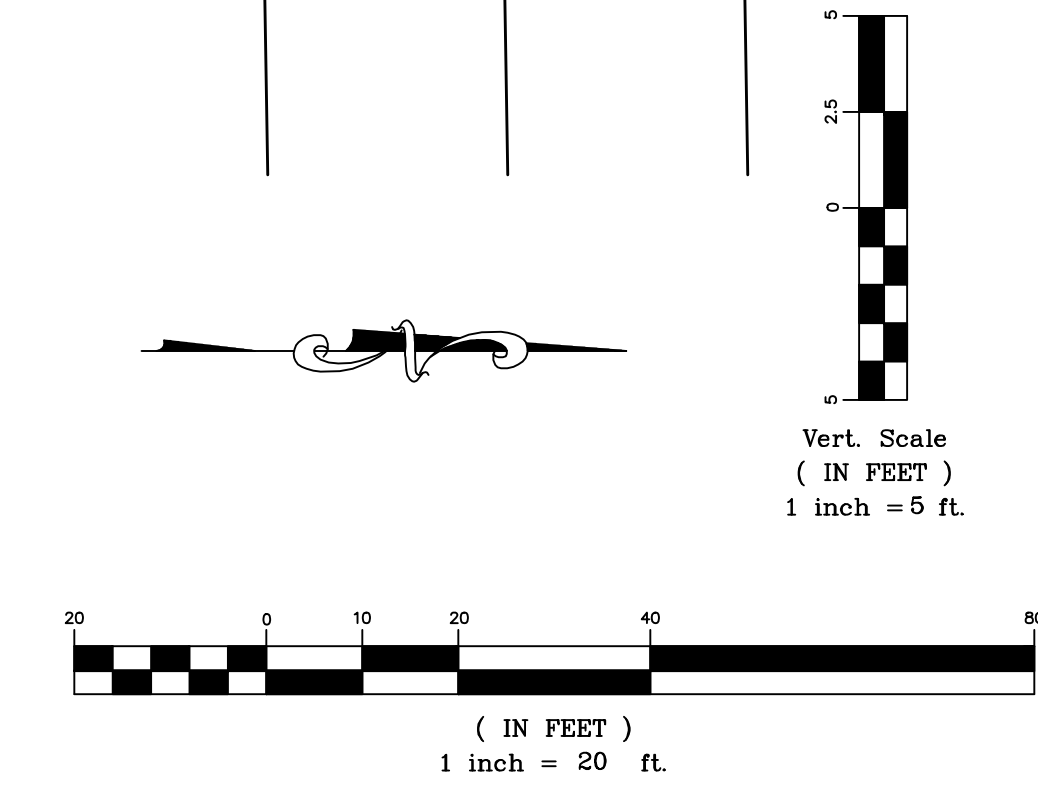 5
2.5
0
5
Vert. Scale
( IN FEET )
1 inch = 5 ft.
20 0 10 20 40 80
( IN FEET )
1 inch = 20 ft.